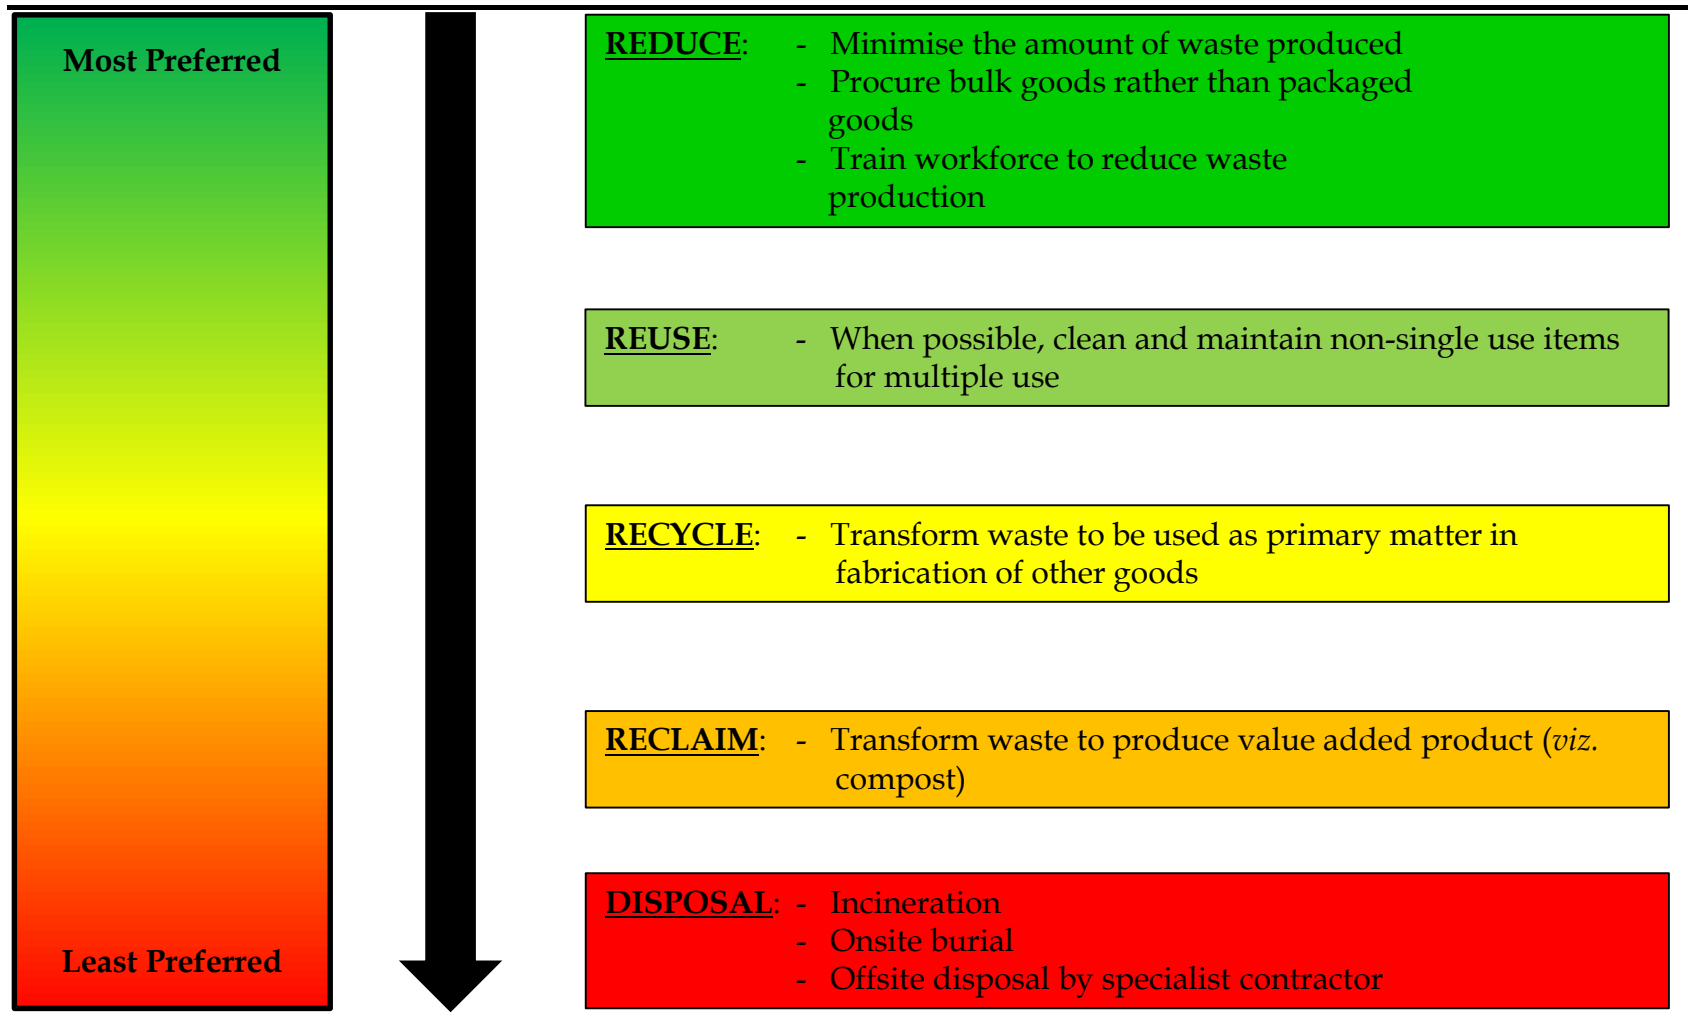 Most Preferred
REDUCE: - Minimise the amount of waste produced
- Procure bulk goods rather than packaged
goods
- Train workforce to reduce waste
production
REUSE: - When possible, clean and maintain non-single use items
for multiple use
RECYCLE: - Transform waste to be used as primary matter in
fabrication of other goods
RECLAIM: - Transform waste to produce value added product (viz.
compost)
DISPOSAL: - Incineration
- Onsite burial
- Offsite disposal by specialist contractor
Least Preferred